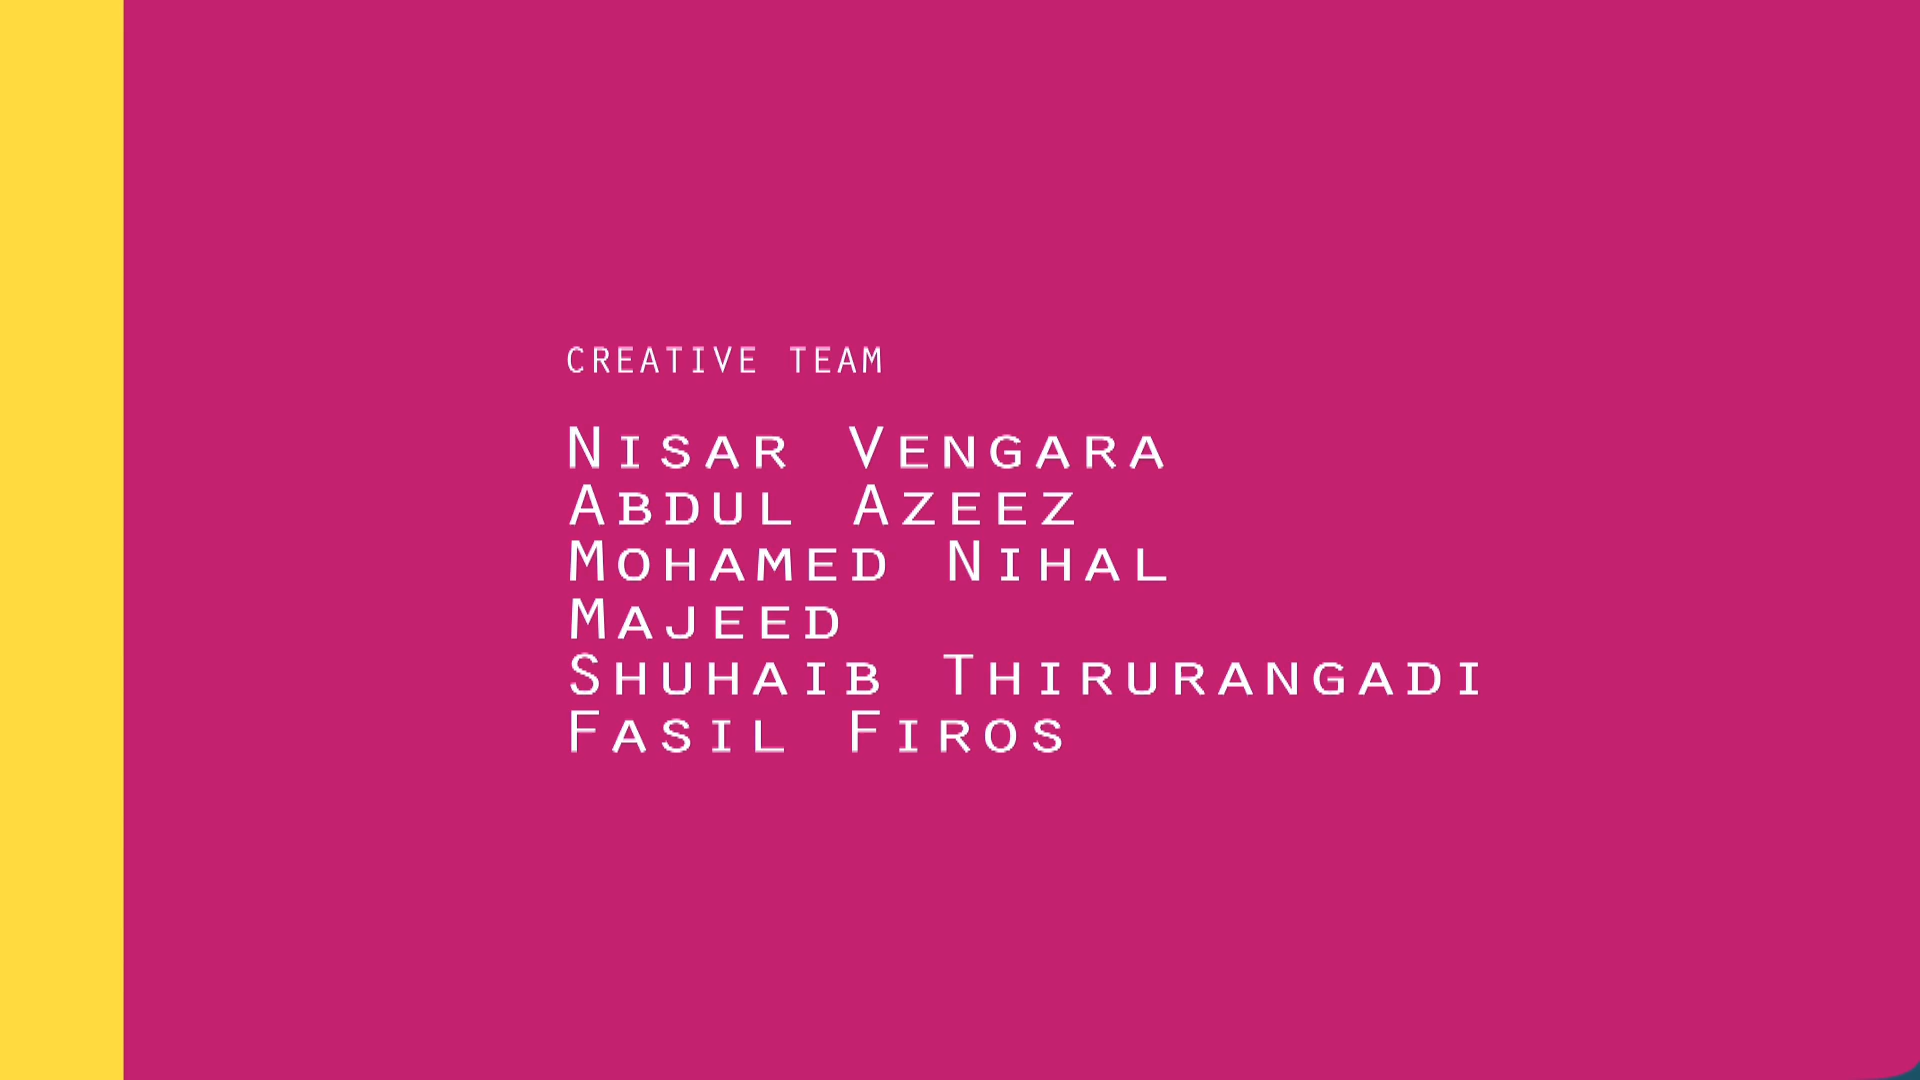 CREATIVE TEAM
Nisar Vengara
Abdul Azeez
Mohamed Nihal
Majeed
Shuhaib Thirurangadi
Fasil Firos